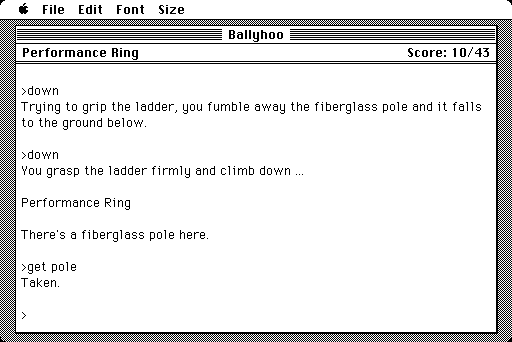 File Edit Font Size
Ballyhoo
Performance Ring Score: 10/43
>down
Trying to grip the ladder, you fumble away the fiberglass pole and it falls
to the ground below.
>down
You grasp the ladder firmly and climb down ...
Performance Ring
There's a fiberglass pole here.
>get pole
Taken.
>